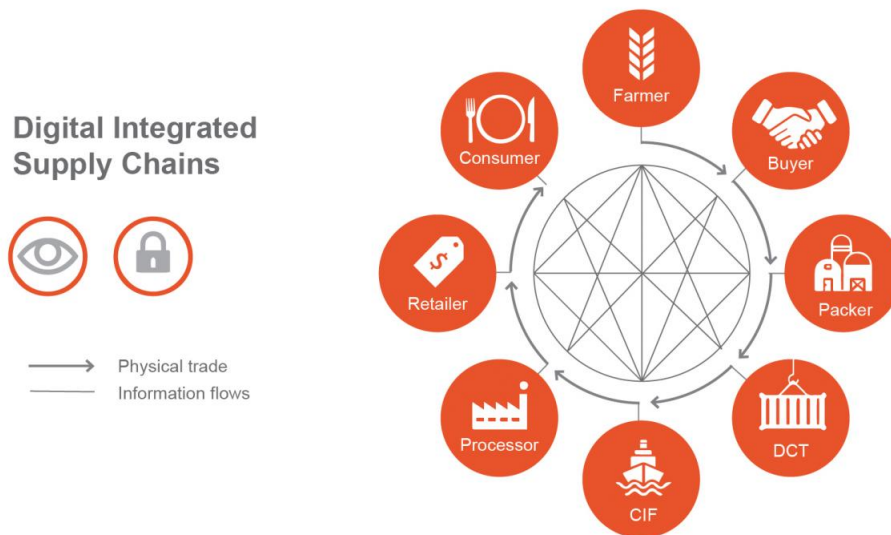 Digital Integrated
Supply Chains
Physical trade
Information flows
Farmer
Buyer
Packer
DCT
CIF
Processor
Retailer
$
Consumer